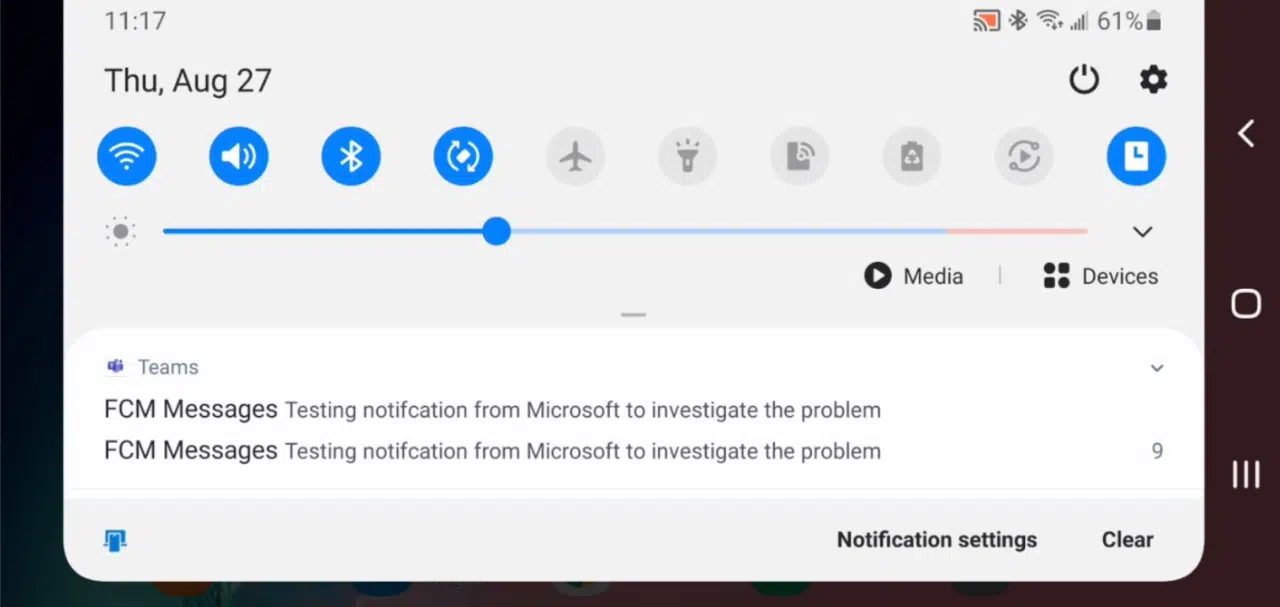 11:17
61%
Thu, Aug 27
Media | Devices
Teams
FCM Messages Testing notifcation from Microsoft to investigate the problem
FCM Messages Testing notifcation from Microsoft to investigate the problem 9
Notification settings Clear